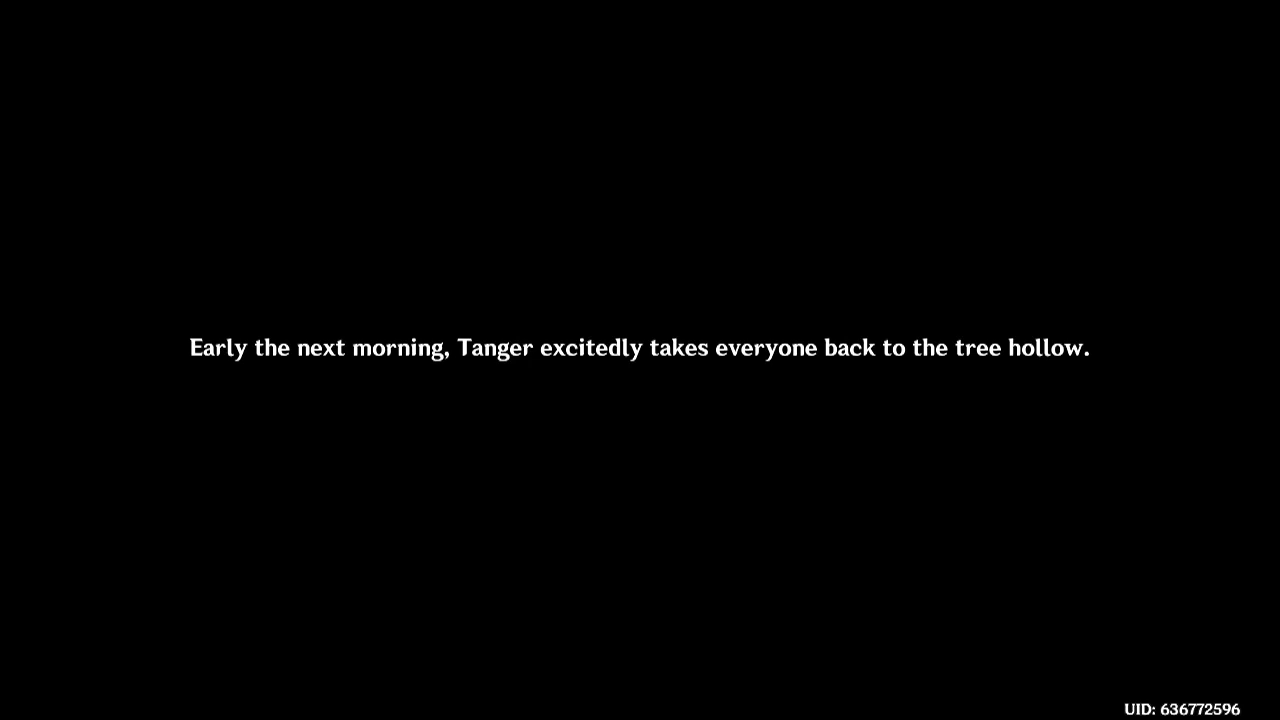 Early the next morning, Tanger excitedly takes everyone back to the tree hollow.
UID: 636772596